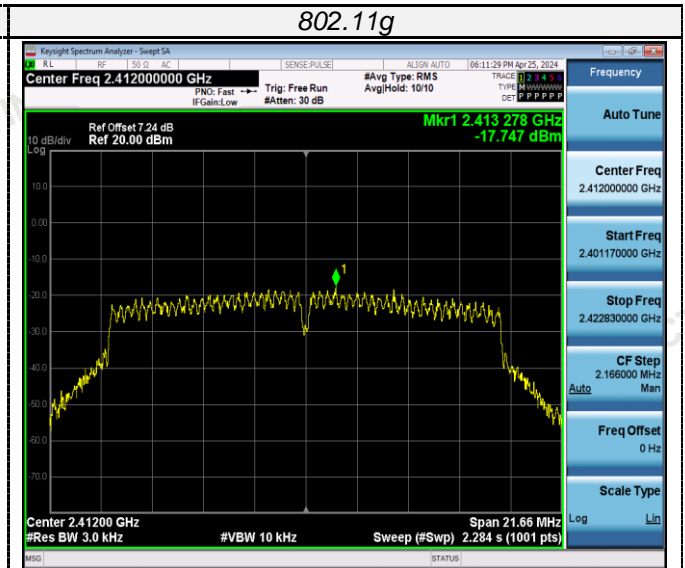 802.11g
Keysight Spectrum Analyzer - Swept SA
RL RF 50 Ω AC SENSE:PULSE ALIGN AUTO 06:11:29 PM Apr 25, 2024
Center Freq 2.412000000 GHz
PNO: Fast
IFGain:Low
Trig: Free Run
#Atten: 30 dB
#Avg Type: RMS
Avg|Hold: 10/10
TRACE 1 2 3 4 5 6
TYPE M WWWWW
DET P P P P P P
Frequency
Mkr1 2.413 278 GHz
-17.747 dBm
Ref Offset 7.24 dB
10 dB/div Ref 20.00 dBm
Log
10.0
0.00
-10.0
-20.0
-30.0
-40.0
-50.0
-60.0
-70.0
1
Center 2.41200 GHz
Span 21.66 MHz
#Res BW 3.0 kHz
#VBW 10 kHz
Sweep (#Swp) 2.284 s (1001 pts)
MSG
STATUS
Auto Tune
Center Freq
2.412000000 GHz
Start Freq
2.401170000 GHz
Stop Freq
2.422830000 GHz
CF Step
2.166000 MHz
Auto Man
Freq Offset
0 Hz
Scale Type
Log Lin